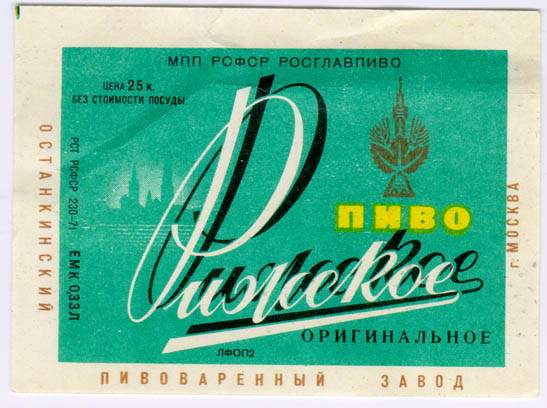 МПП РСФСР РОСГЛАВПИВО
ЦЕНА 25 к.
БЕЗ СТОИМОСТИ ПОСУДЫ
ОСТАНКИНСКИЙ
РСТ РСФСР 230-71
ЕМК. 0,33 Л
ПИВО
Рижское
ОРИГИНАЛЬНОЕ
г. МОСКВА
ЛФОП2
ПИВОВАРЕННЫЙ ЗАВОД